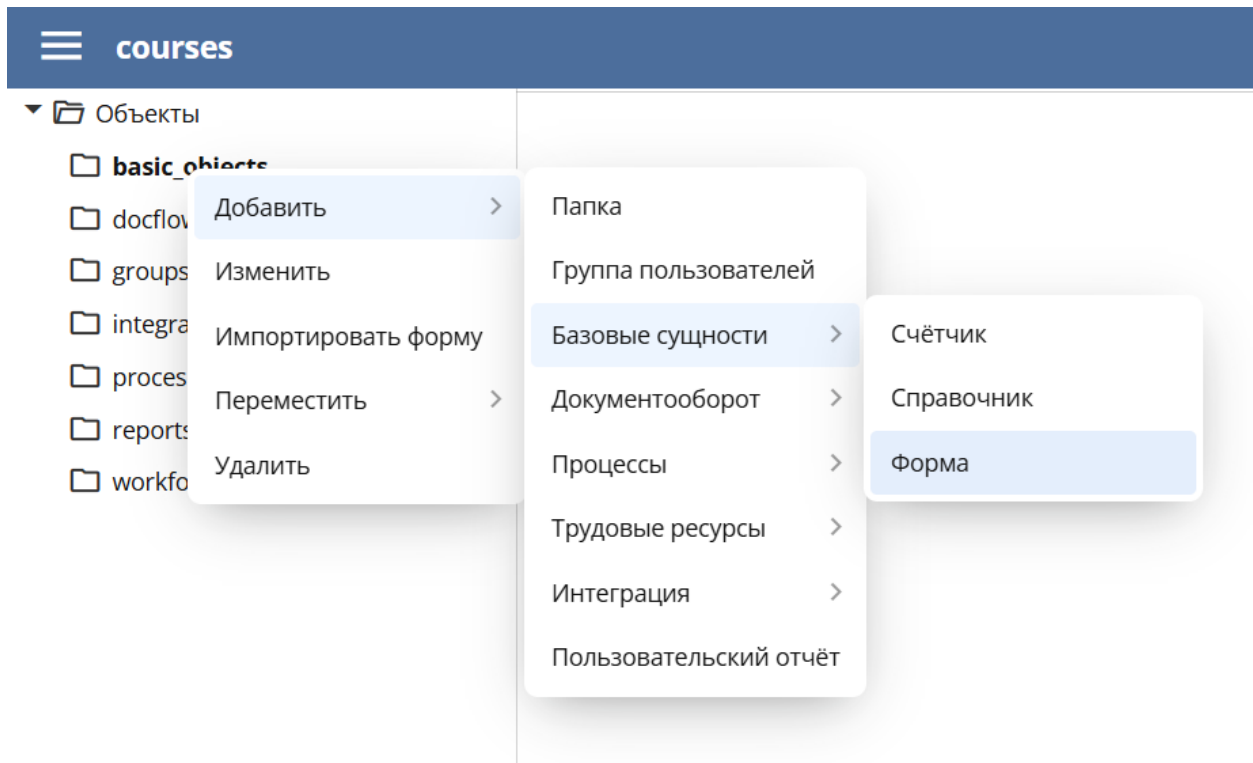 courses
Объекты
basic_objects
docflow
groups
integra
proces
reports
workfo
Добавить
Изменить
Импортировать форму
Переместить
Удалить
Папка
Группа пользователей
Базовые сущности
Документооборот
Процессы
Трудовые ресурсы
Интеграция
Пользовательский отчёт
Счётчик
Справочник
Форма